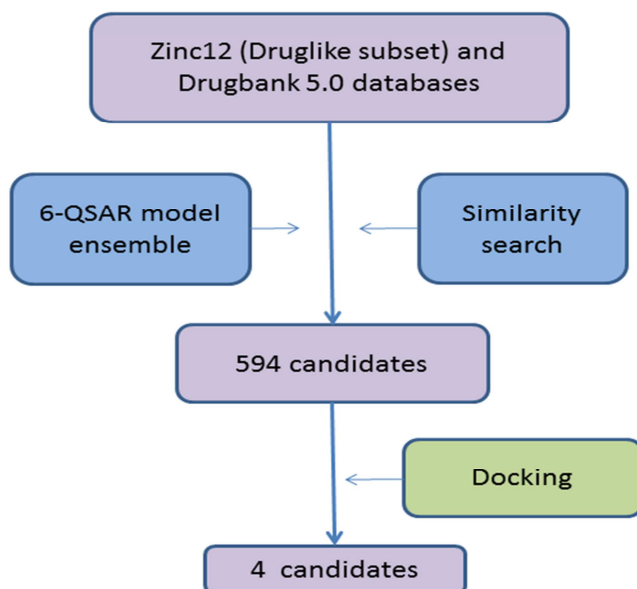 Zinc12 (Druglike subset) and
Drugbank 5.0 databases
6-QSAR model
ensemble
Similarity
search
594 candidates
Docking
4 candidates